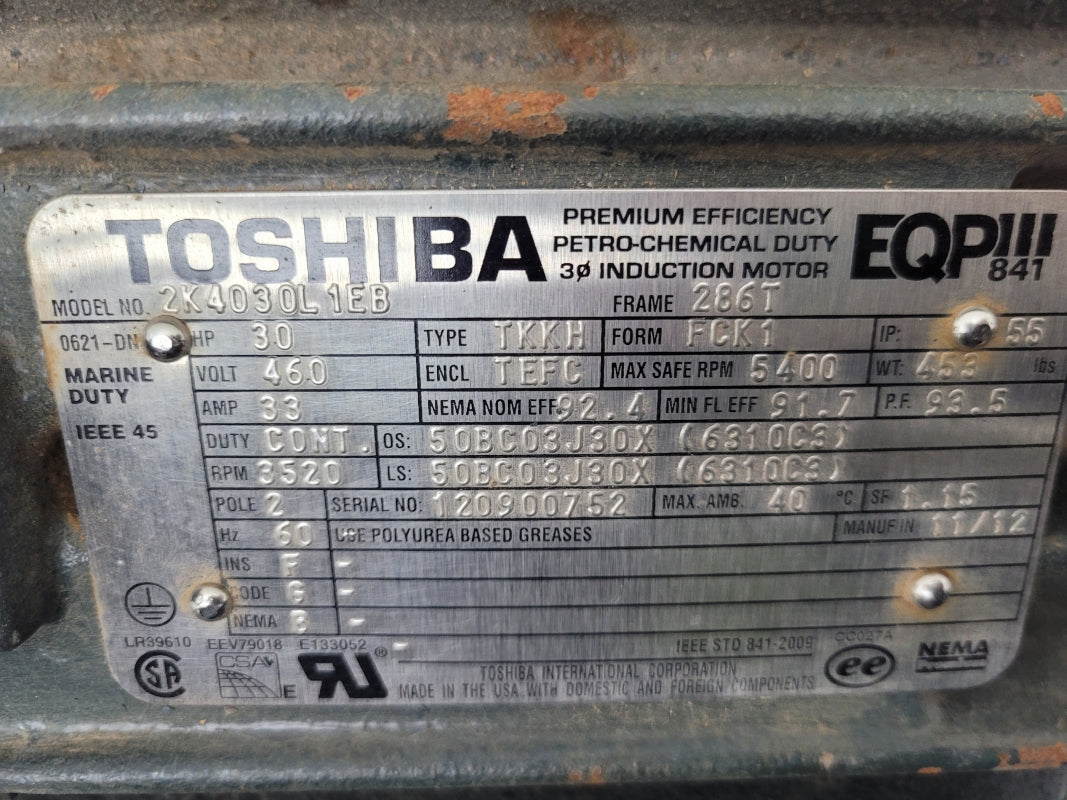 TOSHIBA PREMIUM EFFICIENCY EQPIII
PETRO-CHEMICAL DUTY 841
3ø INDUCTION MOTOR
MODEL NO. 2K4030L1EB FRAME 286T
0621-DN HP 30 TYPE TKKH FORM FCK1 IP: 55
MARINE DUTY VOLT 460 ENCL TEFC MAX SAFE RPM 5400 WT: 453 lbs
AMP 33 NEMA NOM EFF 92.4 MIN FL EFF 91.7 P.F. 93.5
IEEE 45 DUTY CONT. OS: 50BC03J30X (6310C3)
RPM 3520 LS: 50BC03J30X (6310C3)
POLE 2 SERIAL NO: 120900752 MAX. AMB. 40 °C SF 1.15
Hz 60 USE POLYUREA BASED GREASES MANUF IN 11/12
INS F -
CODE G -
NEMA B -
LR39610 EEV79018 E133052 - IEEE STD 841-2009 CC027A
SA CSA E RU ® TOSHIBA INTERNATIONAL CORPORATION ee NEMA
MADE IN THE USA WITH DOMESTIC AND FOREIGN COMPONENTS